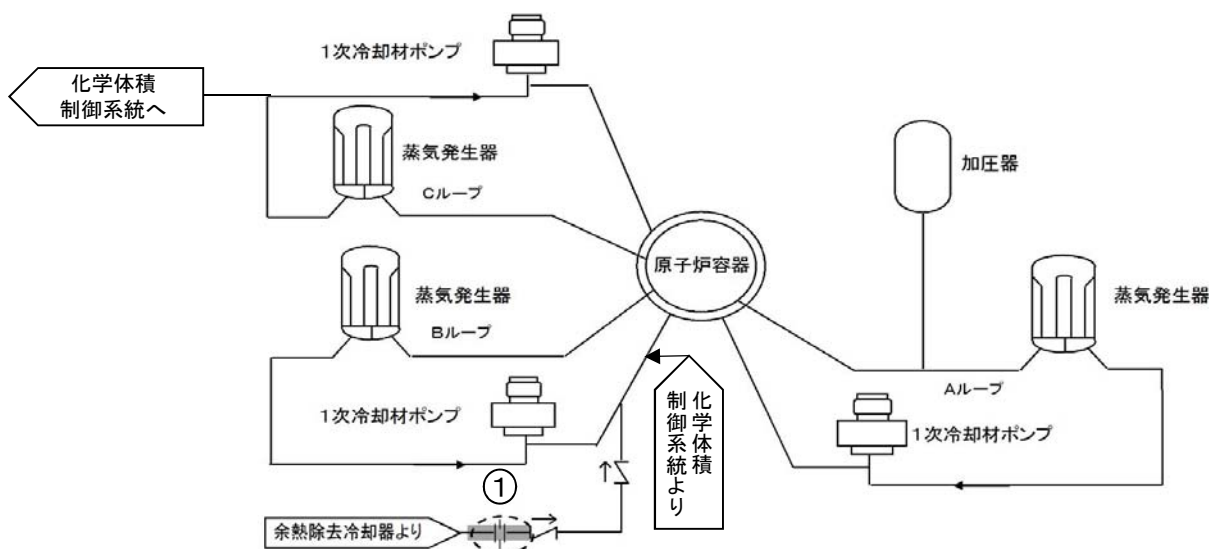 1次冷却材ポンプ
化学体積
制御系統へ
蒸気発生器
Cループ
加圧器
原子炉容器
蒸気発生器
Bループ
蒸気発生器
Aループ
1次冷却材ポンプ
化学体積
制御系統より
1次冷却材ポンプ
①
余熱除去冷却器より